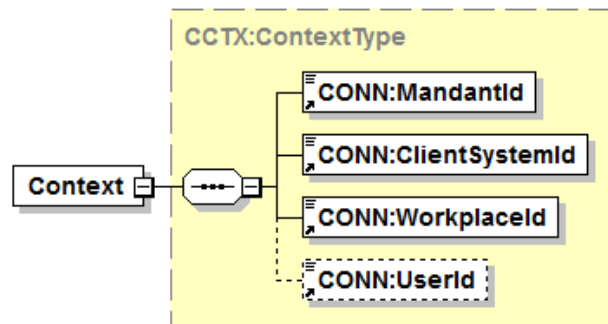 CCTX:ContextType
CONN:MandantId
CONN:ClientSystemId
Context
CONN:WorkplaceId
CONN:UserId